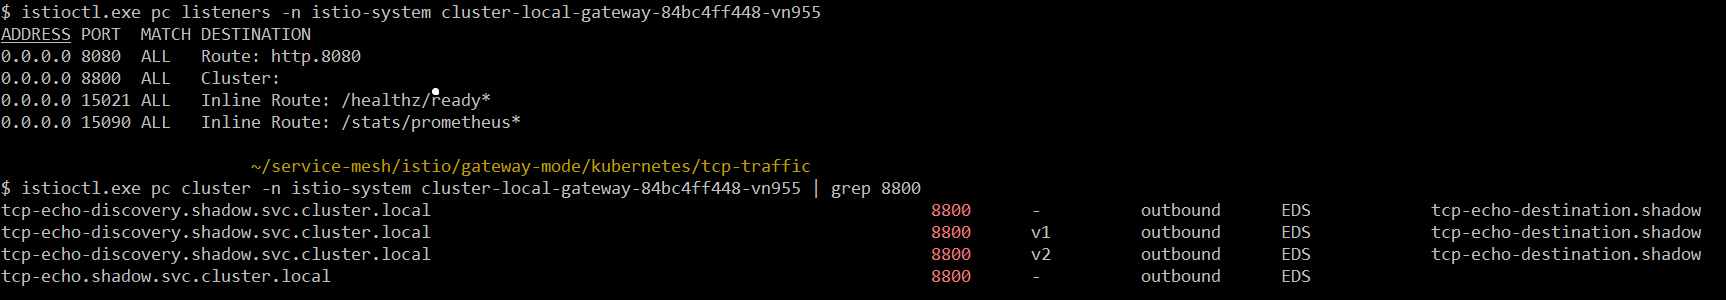 $ istioctl.exe pc listeners -n istio-system cluster-local-gateway-84bc4ff448-vn955
ADDRESS PORT  MATCH DESTINATION
0.0.0.0 8080  ALL   Route: http.8080
0.0.0.0 8800  ALL   Cluster:
0.0.0.0 15021 ALL   Inline Route: /healthz/ready*
0.0.0.0 15090 ALL   Inline Route: /stats/prometheus*
~/service-mesh/istio/gateway-mode/kubernetes/tcp-traffic
$ istioctl.exe pc cluster -n istio-system cluster-local-gateway-84bc4ff448-vn955 | grep 8800
tcp-echo-discovery.shadow.svc.cluster.local 8800 - outbound EDS tcp-echo-destination.shadow
tcp-echo-discovery.shadow.svc.cluster.local 8800 v1 outbound EDS tcp-echo-destination.shadow
tcp-echo-discovery.shadow.svc.cluster.local 8800 v2 outbound EDS tcp-echo-destination.shadow
tcp-echo.shadow.svc.cluster.local 8800 - outbound EDS